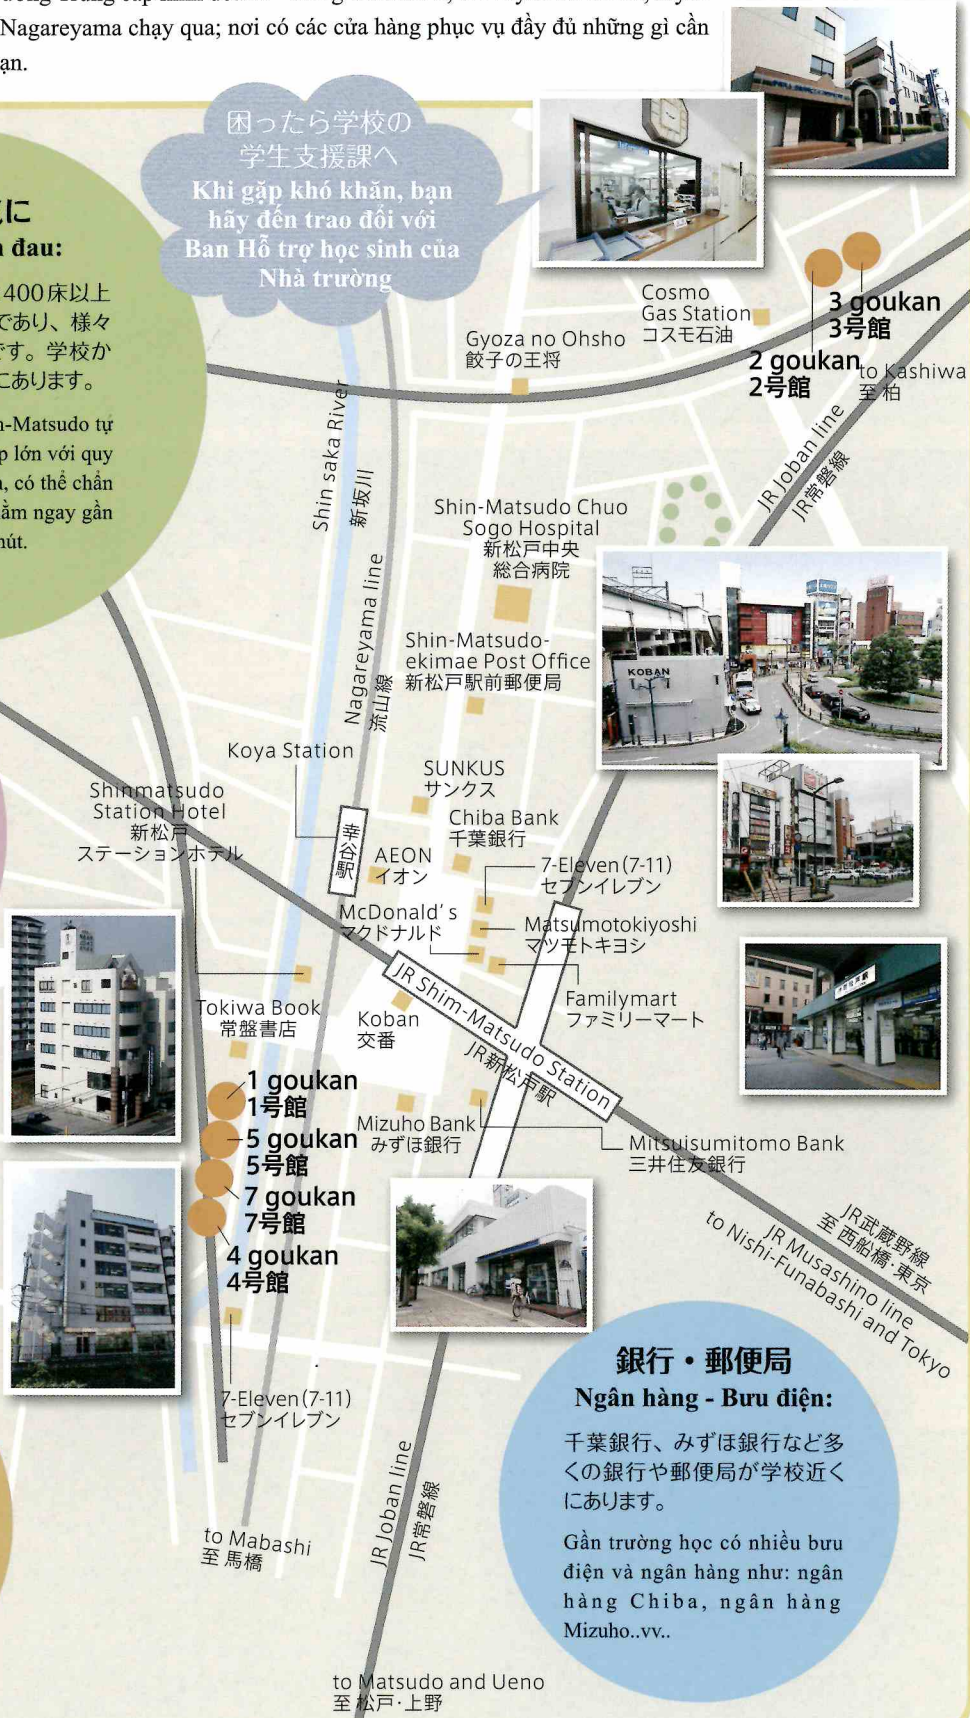 Nagareyama chạy qua; nơi có các cửa hàng phục vụ đầy đủ những gì cần
ạn.
困ったら学校の
学生支援課へ
Khi gặp khó khăn, bạn
hãy đến trao đổi với
Ban Hỗ trợ học sinh của
Nhà trường
に
đau:
400床以上
であり、様々
です。学校か
にあります。
n-Matsudo tự
p lớn với quy
, có thể chẩn
ằm ngay gần
hút.
Cosmo
Gas Station
コスモ石油
3 goukan
3号館
2 goukan
2号館
to Kashiwa
至 柏
Gyoza no Ohsho
餃子の王将
JR Joban line
JR常磐線
Shin saka River
新坂川
Shin-Matsudo Chuo
Sogo Hospital
新松戸中央
総合病院
Nagareyama line
流山線
Shin-Matsudo-
ekimae Post Office
新松戸駅前郵便局
KOBAN
Koya Station
幸谷駅
Shinmatsudo
Station Hotel
新松戸
ステーションホテル
SUNKUS
サンクス
Chiba Bank
千葉銀行
AEON
イオン
7-Eleven(7-11)
セブンイレブン
McDonald's
マクドナルド
Matsumotokiyoshi
マツモトキヨシ
Familymart
ファミリーマート
JR Shim-Matsudo Station
JR新松戸駅
Tokiwa Book
常盤書店
Koban
交番
1 goukan
1号館
5 goukan
5号館
7 goukan
7号館
4 goukan
4号館
Mizuho Bank
みずほ銀行
Mitsuisumitomo Bank
三井住友銀行
JR武蔵野線
至 西船橋・東京
JR Musashino line
to Nishi-Funabashi and Tokyo
7-Eleven(7-11)
セブンイレブン
JR Joban line
JR常磐線
to Mabashi
至 馬橋
to Matsudo and Ueno
至 松戸・上野
銀行・郵便局
Ngân hàng - Bưu điện:
千葉銀行、みずほ銀行など多
くの銀行や郵便局が学校近く
にあります。
Gần trường học có nhiều bưu
điện và ngân hàng như: ngân
hàng Chiba, ngân hàng
Mizuho..vv..